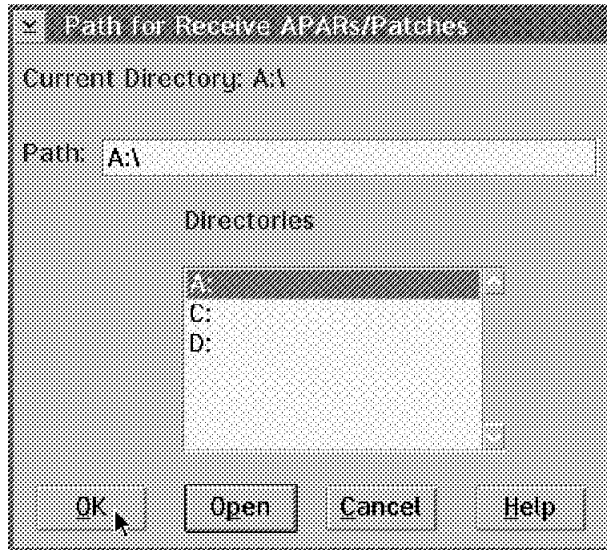 Path for Receive APARs/Patches
Current Directory: A:\
Path: A:\
Directories
A:
C:
D:
OK Open Cancel Help